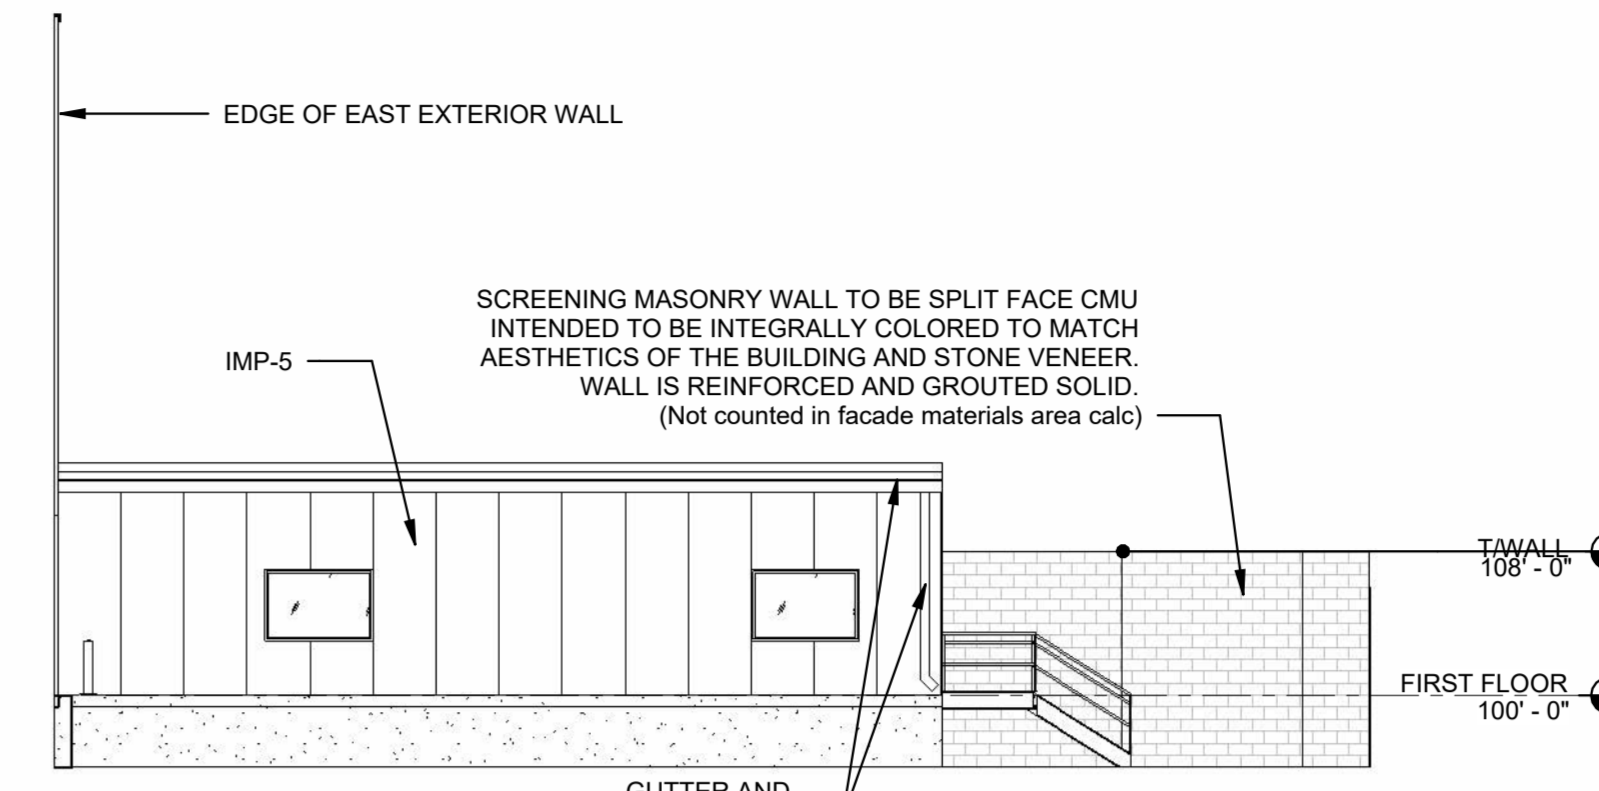 EDGE OF EAST EXTERIOR WALL
SCREENING MASONRY WALL TO BE SPLIT FACE CMU
INTENDED TO BE INTEGRALLY COLORED TO MATCH
AESTHETICS OF THE BUILDING AND STONE VENEER.
WALL IS REINFORCED AND GROUTED SOLID.
(Not counted in facade materials area calc)
IMP-5
T/WALL
108' - 0"
FIRST FLOOR
100' - 0"
GUTTER AND